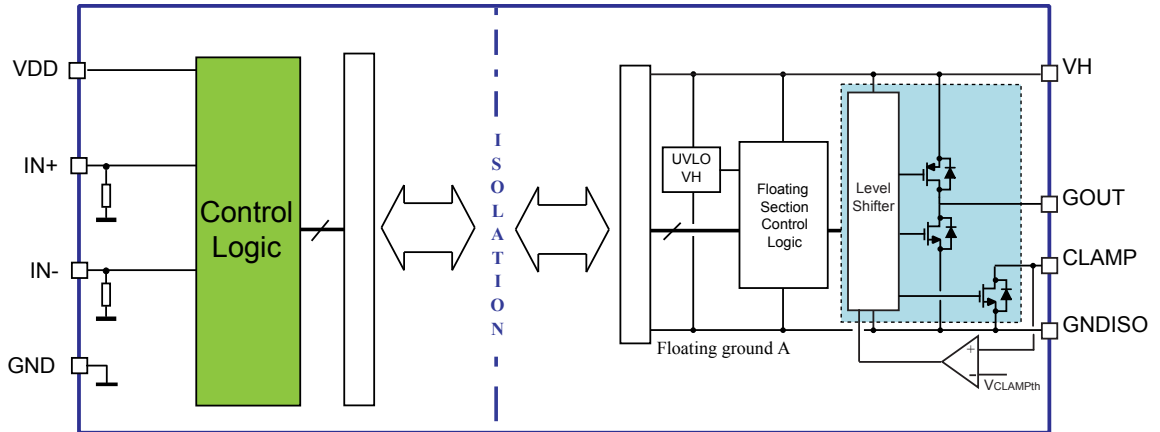 VDD
IN+
IN-
GND
Control
Logic
ISOLATION
UVLO
VH
Floating
Section
Control
Logic
Level
Shifter
VH
GOUT
CLAMP
GNDISO
Floating ground A
+
-
VCLAMPth